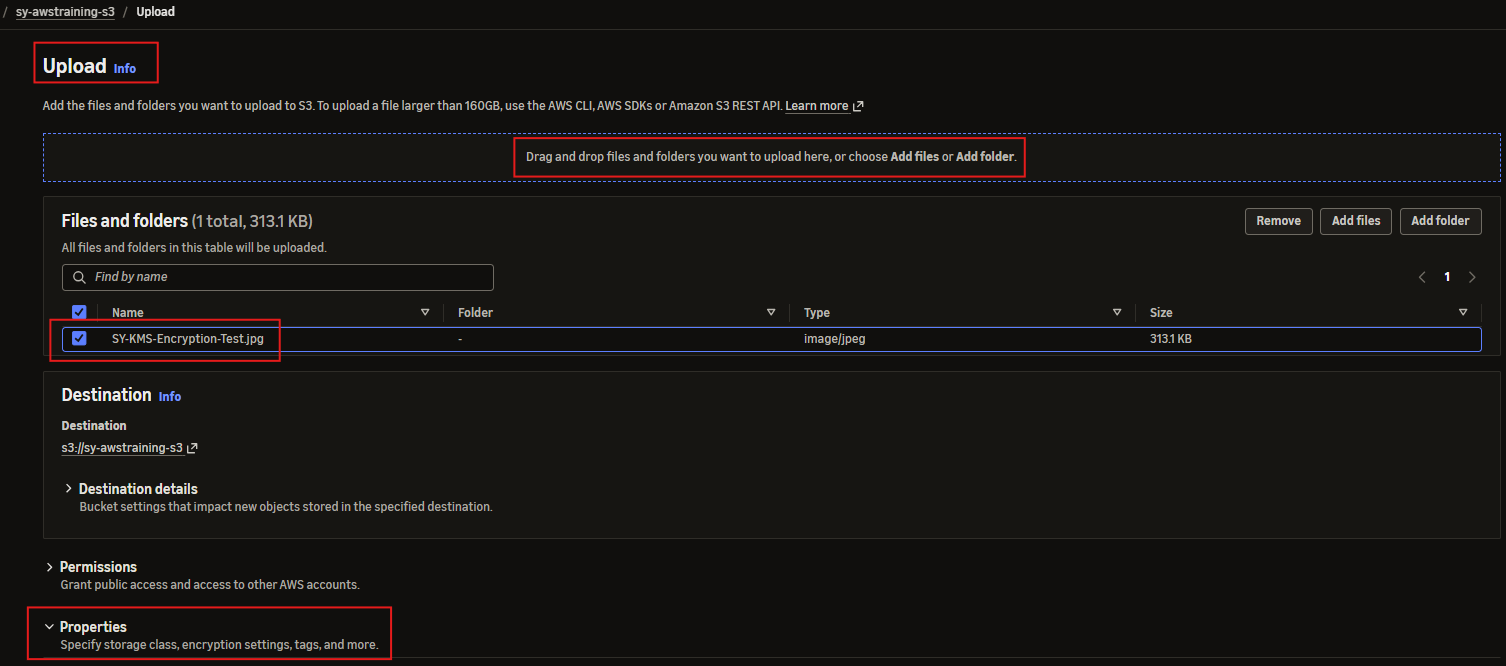 / sy-awstraining-s3 / Upload
Upload Info
Add the files and folders you want to upload to S3. To upload a file larger than 160GB, use the AWS CLI, AWS SDKs or Amazon S3 REST API. Learn more
Drag and drop files and folders you want to upload here, or choose Add files or Add folder.
Files and folders (1 total, 313.1 KB)
Remove Add files Add folder
All files and folders in this table will be uploaded.
Find by name
1
Name Folder Type Size
SY-KMS-Encryption-Test.jpg - image/jpeg 313.1 KB
Destination Info
Destination
s3://sy-awstraining-s3
Destination details
Bucket settings that impact new objects stored in the specified destination.
Permissions
Grant public access and access to other AWS accounts.
Properties
Specify storage class, encryption settings, tags, and more.